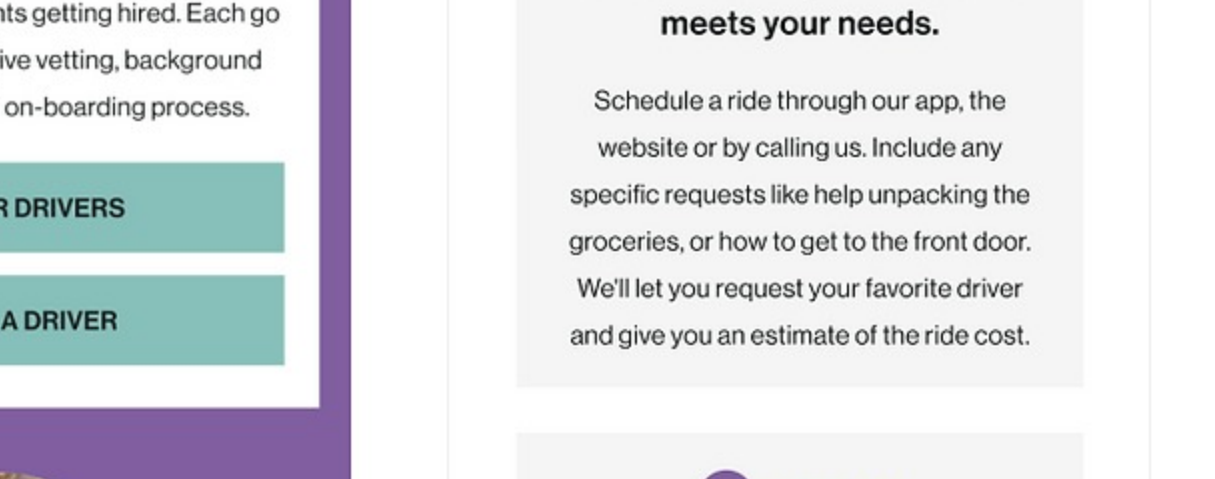 nts getting hired. Each go
ive vetting, background
on-boarding process.
R DRIVERS
A DRIVER
meets your needs.
Schedule a ride through our app, the
website or by calling us. Include any
specific requests like help unpacking the
groceries, or how to get to the front door.
We'll let you request your favorite driver
and give you an estimate of the ride cost.